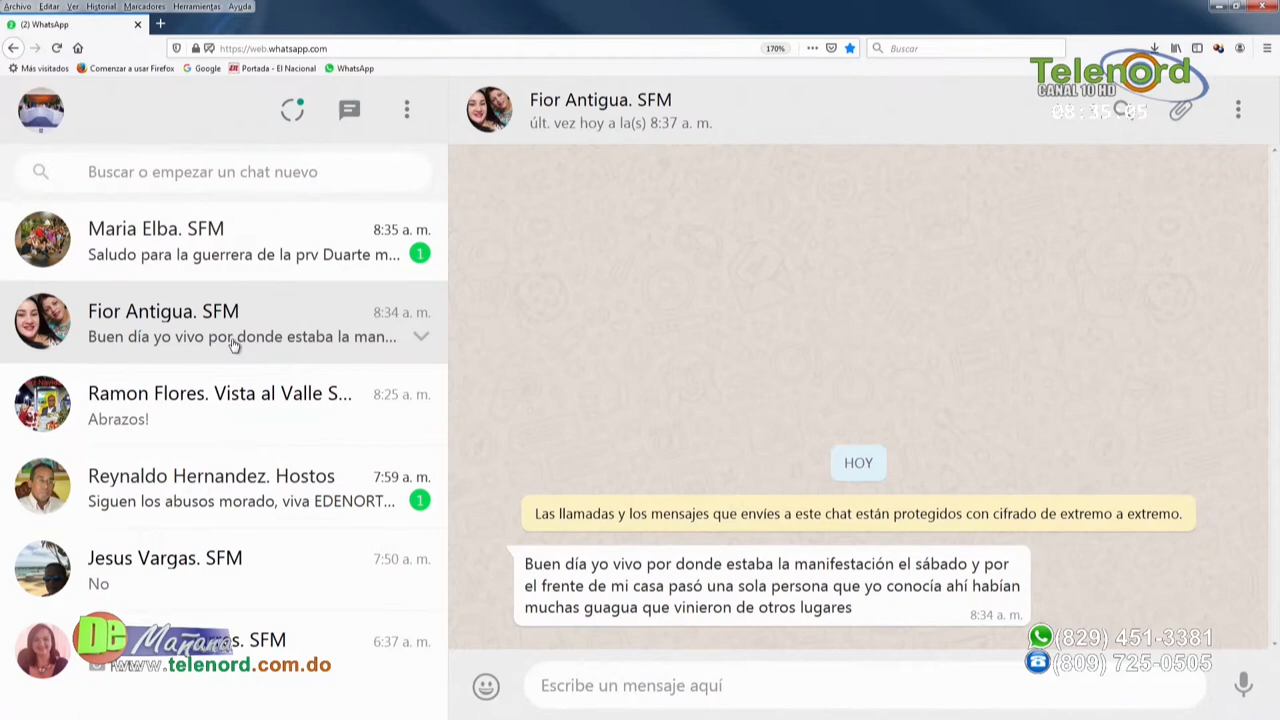 Archivo Editar Ver Historial Marcadores Herramientas Ayuda
(2) WhatsApp
https://web.whatsapp.com
170%
Buscar
Más visitados Comenzar a usar Firefox Google Portada - El Nacional WhatsApp
Telenord
CANAL 10 HD
08:35:05
Fior Antigua. SFM
últ. vez hoy a la(s) 8:37 a. m.
Buscar o empezar un chat nuevo
Maria Elba. SFM 8:35 a. m.
Saludo para la guerrera de la prv Duarte m... 1
Fior Antigua. SFM 8:34 a. m.
Buen día yo vivo por donde estaba la man...
Ramon Flores. Vista al Valle S... 8:25 a. m.
Abrazos!
Reynaldo Hernandez. Hostos 7:59 a. m.
Siguen los abusos morado, viva EDENORT... 1
Jesus Vargas. SFM 7:50 a. m.
No
s. SFM 6:37 a. m.
De Mañana
www.telenord.com.do
HOY
Las llamadas y los mensajes que envíes a este chat están protegidos con cifrado de extremo a extremo.
Buen día yo vivo por donde estaba la manifestación el sábado y por
el frente de mi casa pasó una sola persona que yo conocía ahí habían
muchas guagua que vinieron de otros lugares
8:34 a. m.
(829) 451-3381
(809) 725-0505
Escribe un mensaje aquí